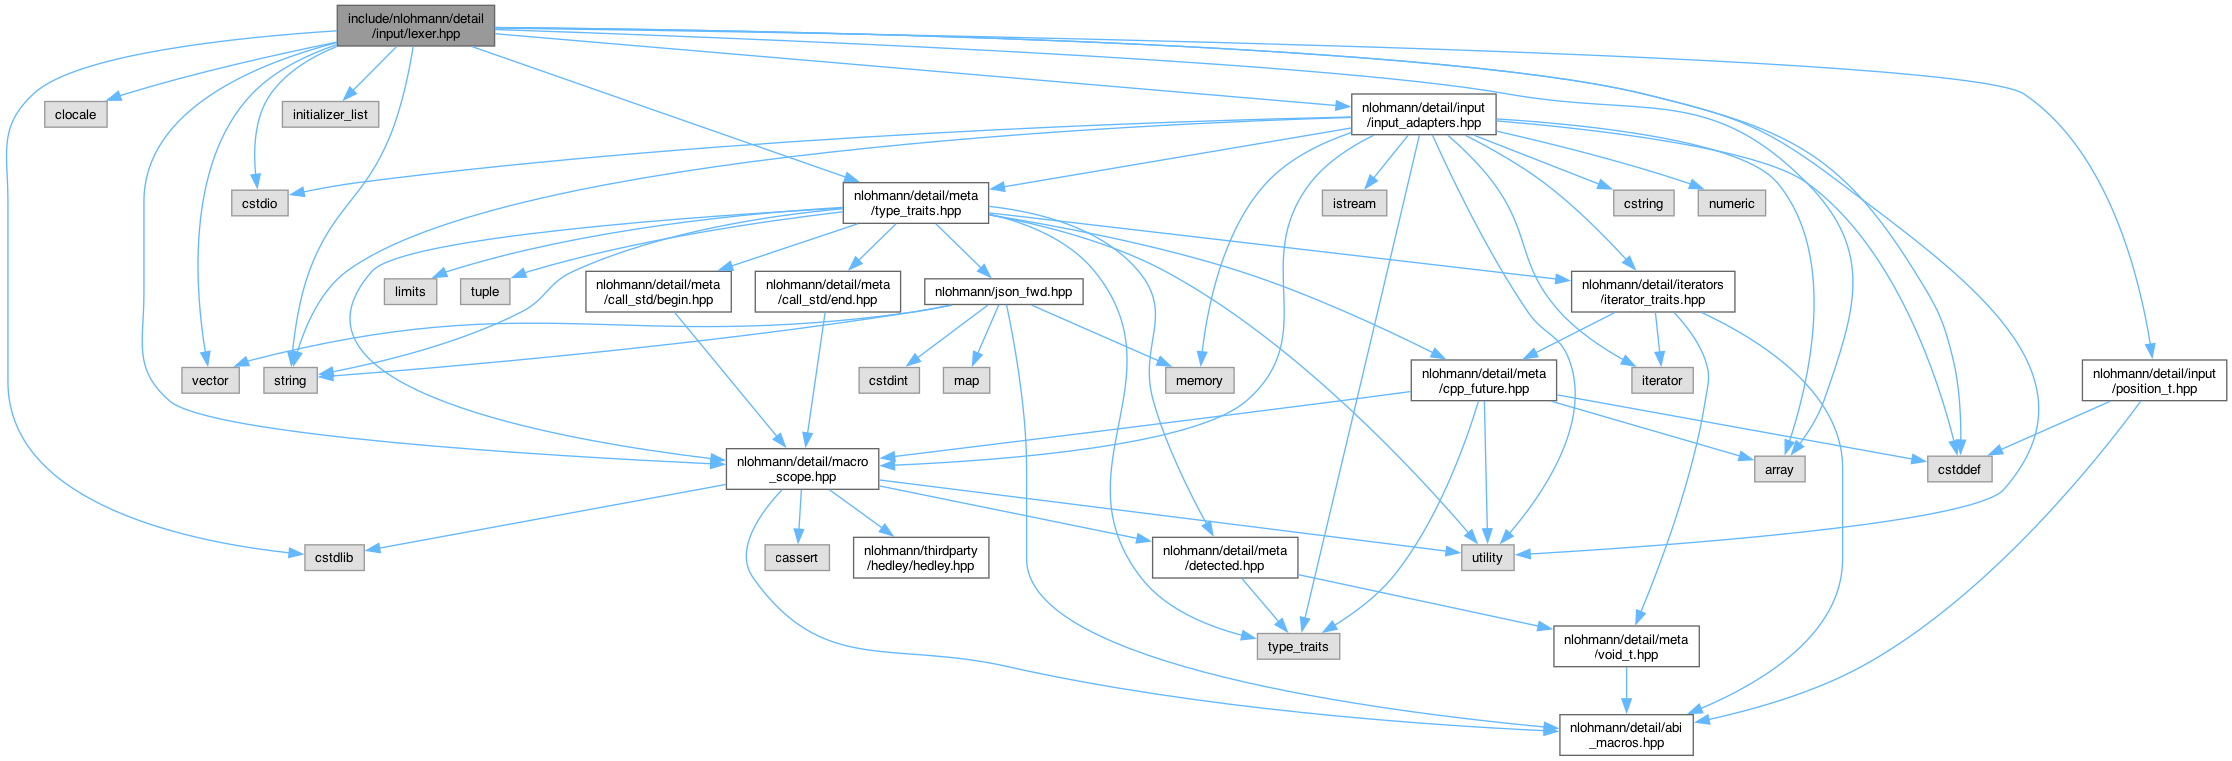 include/nlohmann/detail
/input/lexer.hpp
clocale
initializer_list
nlohmann/detail/input
/input_adapters.hpp
cstdio
nlohmann/detail/meta
/type_traits.hpp
istream
cstring
numeric
limits
tuple
nlohmann/detail/meta
/call_std/begin.hpp
nlohmann/detail/meta
/call_std/end.hpp
nlohmann/json_fwd.hpp
nlohmann/detail/iterators
/iterator_traits.hpp
vector
string
cstdint
map
memory
nlohmann/detail/meta
/cpp_future.hpp
iterator
nlohmann/detail/input
/position_t.hpp
nlohmann/detail/macro
_scope.hpp
array
cstddef
cstdlib
cassert
nlohmann/thirdparty
/hedley/hedley.hpp
nlohmann/detail/meta
/detected.hpp
utility
type_traits
nlohmann/detail/meta
/void_t.hpp
nlohmann/detail/abi
_macros.hpp